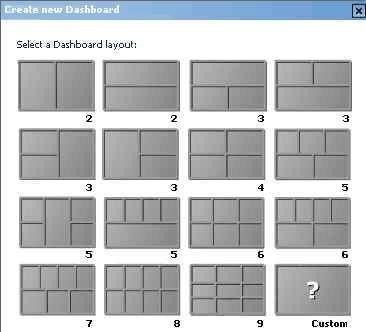 Create new Dashboard
Select a Dashboard layout:
2 2 3 3
3 3 4 5
5 5 6 6
?
7 8 9 Custom